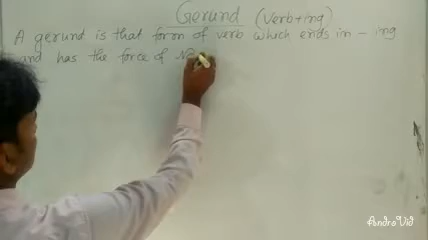 Gerund (Verb+ing)
A gerund is that form of verb which ends in - ing
and has the force of
AndroVid